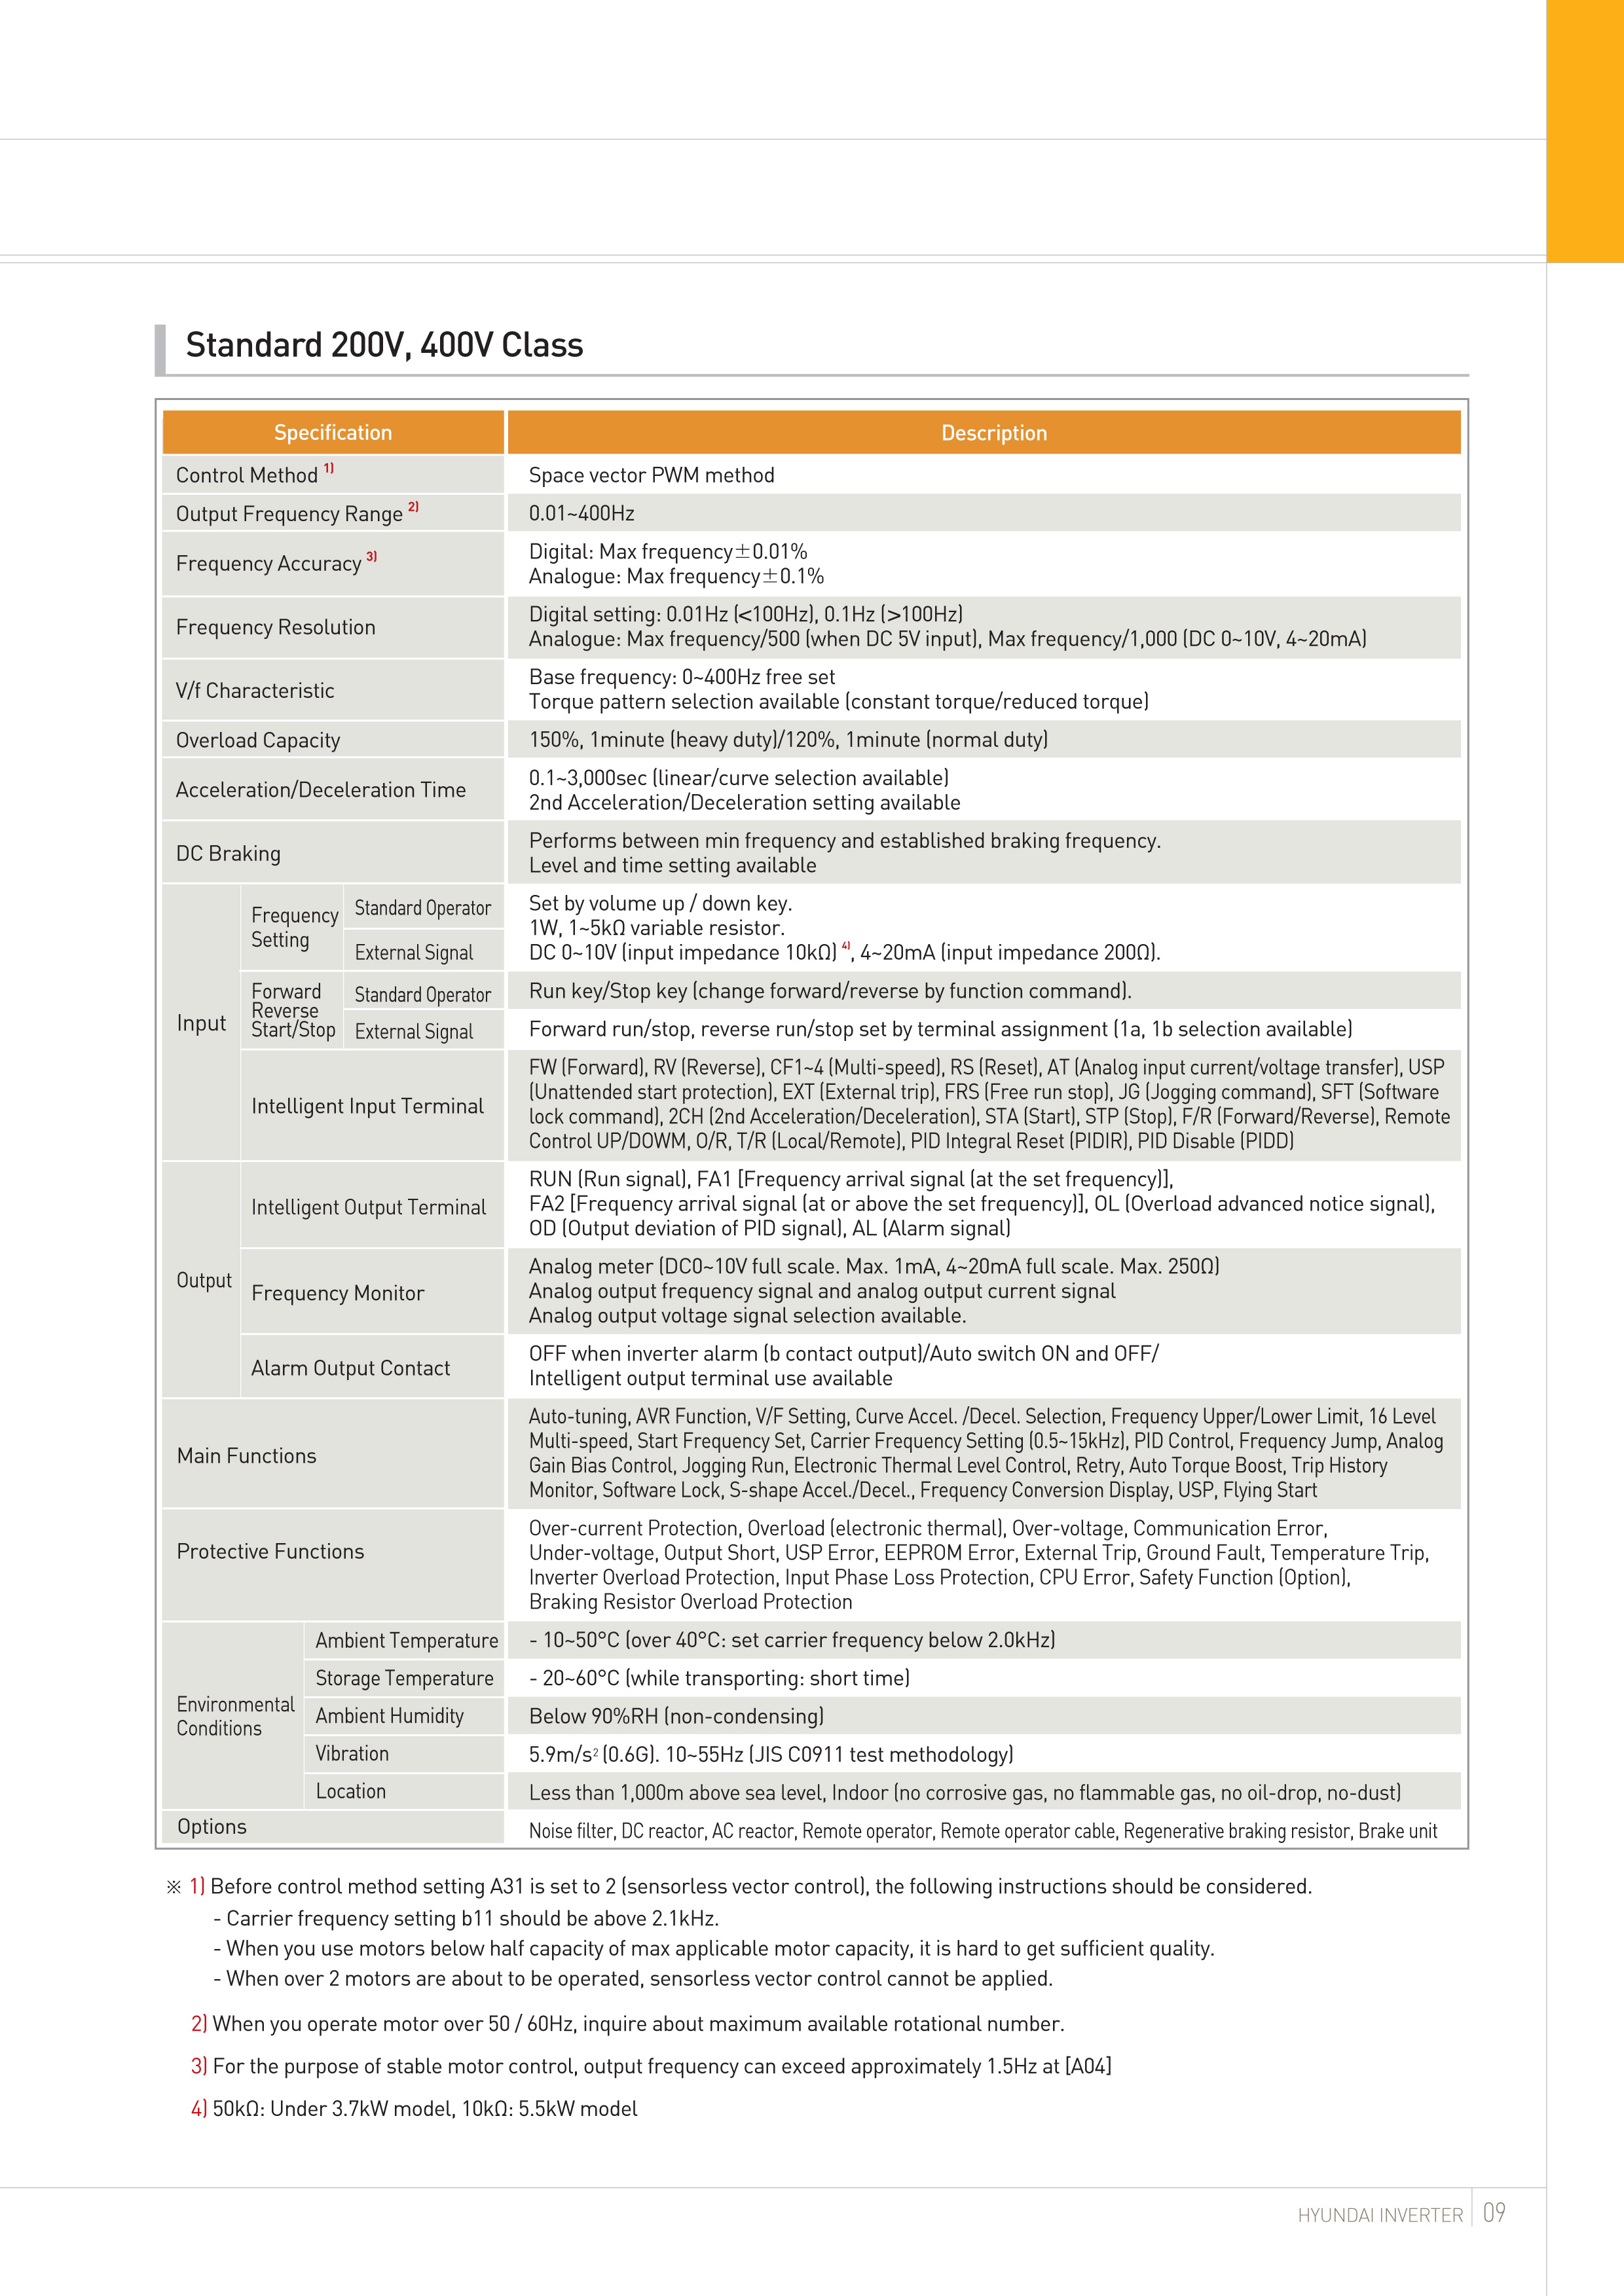 Standard 200V, 400V Class
Specification
Description
Control Method 1)
Space vector PWM method
Output Frequency Range 2)
0.01~400Hz
Frequency Accuracy 3)
Digital: Max frequency±0.01%
Analogue: Max frequency±0.1%
Frequency Resolution
Digital setting: 0.01Hz (<100Hz), 0.1Hz (>100Hz)
Analogue: Max frequency/500 (when DC 5V input), Max frequency/1,000 (DC 0~10V, 4~20mA)
V/f Characteristic
Base frequency: 0~400Hz free set
Torque pattern selection available (constant torque/reduced torque)
Overload Capacity
150%, 1minute (heavy duty)/120%, 1minute (normal duty)
Acceleration/Deceleration Time
0.1~3,000sec (linear/curve selection available)
2nd Acceleration/Deceleration setting available
DC Braking
Performs between min frequency and established braking frequency.
Level and time setting available
Input
Frequency
Setting
Standard Operator
External Signal
Set by volume up / down key.
1W, 1~5kΩ variable resistor.
DC 0~10V (input impedance 10kΩ) 4), 4~20mA (input impedance 200Ω).
Forward
Reverse
Start/Stop
Standard Operator
Run key/Stop key (change forward/reverse by function command).
External Signal
Forward run/stop, reverse run/stop set by terminal assignment (1a, 1b selection available)
Intelligent Input Terminal
FW (Forward), RV (Reverse), CF1~4 (Multi-speed), RS (Reset), AT (Analog input current/voltage transfer), USP
(Unattended start protection), EXT (External trip), FRS (Free run stop), JG (Jogging command), SFT (Software
lock command), 2CH (2nd Acceleration/Deceleration), STA (Start), STP (Stop), F/R (Forward/Reverse), Remote
Control UP/DOWM, O/R, T/R (Local/Remote), PID Integral Reset (PIDIR), PID Disable (PIDD)
Output
Intelligent Output Terminal
RUN (Run signal), FA1 [Frequency arrival signal (at the set frequency)],
FA2 [Frequency arrival signal (at or above the set frequency)], OL (Overload advanced notice signal),
OD (Output deviation of PID signal), AL (Alarm signal)
Frequency Monitor
Analog meter (DC0~10V full scale. Max. 1mA, 4~20mA full scale. Max. 250Ω)
Analog output frequency signal and analog output current signal
Analog output voltage signal selection available.
Alarm Output Contact
OFF when inverter alarm (b contact output)/Auto switch ON and OFF/
Intelligent output terminal use available
Main Functions
Auto-tuning, AVR Function, V/F Setting, Curve Accel. /Decel. Selection, Frequency Upper/Lower Limit, 16 Level
Multi-speed, Start Frequency Set, Carrier Frequency Setting (0.5~15kHz), PID Control, Frequency Jump, Analog
Gain Bias Control, Jogging Run, Electronic Thermal Level Control, Retry, Auto Torque Boost, Trip History
Monitor, Software Lock, S-shape Accel./Decel., Frequency Conversion Display, USP, Flying Start
Protective Functions
Over-current Protection, Overload (electronic thermal), Over-voltage, Communication Error,
Under-voltage, Output Short, USP Error, EEPROM Error, External Trip, Ground Fault, Temperature Trip,
Inverter Overload Protection, Input Phase Loss Protection, CPU Error, Safety Function (Option),
Braking Resistor Overload Protection
Environmental
Conditions
Ambient Temperature
- 10~50°C (over 40°C: set carrier frequency below 2.0kHz)
Storage Temperature
- 20~60°C (while transporting: short time)
Ambient Humidity
Below 90%RH (non-condensing)
Vibration
5.9m/s² (0.6G). 10~55Hz (JIS C0911 test methodology)
Location
Less than 1,000m above sea level, Indoor (no corrosive gas, no flammable gas, no oil-drop, no-dust)
Options
Noise filter, DC reactor, AC reactor, Remote operator, Remote operator cable, Regenerative braking resistor, Brake unit
※ 1) Before control method setting A31 is set to 2 (sensorless vector control), the following instructions should be considered.
- Carrier frequency setting b11 should be above 2.1kHz.
- When you use motors below half capacity of max applicable motor capacity, it is hard to get sufficient quality.
- When over 2 motors are about to be operated, sensorless vector control cannot be applied.
2) When you operate motor over 50 / 60Hz, inquire about maximum available rotational number.
3) For the purpose of stable motor control, output frequency can exceed approximately 1.5Hz at [A04]
4) 50kΩ: Under 3.7kW model, 10kΩ: 5.5kW model
HYUNDAI INVERTER 09